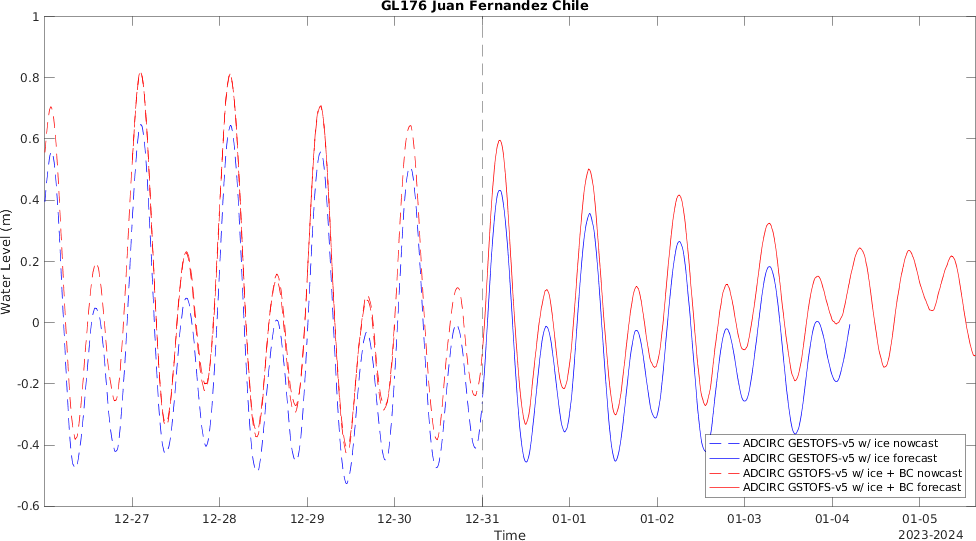 GL176 Juan Fernandez Chile
Water Level (m)
1
0.8
0.6
0.4
0.2
0
-0.2
-0.4
-0.6
ADCIRC GESTOFS-v5 w/ ice nowcast
ADCIRC GESTOFS-v5 w/ ice forecast
ADCIRC GSTOFS-v5 w/ ice + BC nowcast
ADCIRC GSTOFS-v5 w/ ice + BC forecast
12-27 12-28 12-29 12-30 12-31 01-01 01-02 01-03 01-04 01-05
Time
2023-2024